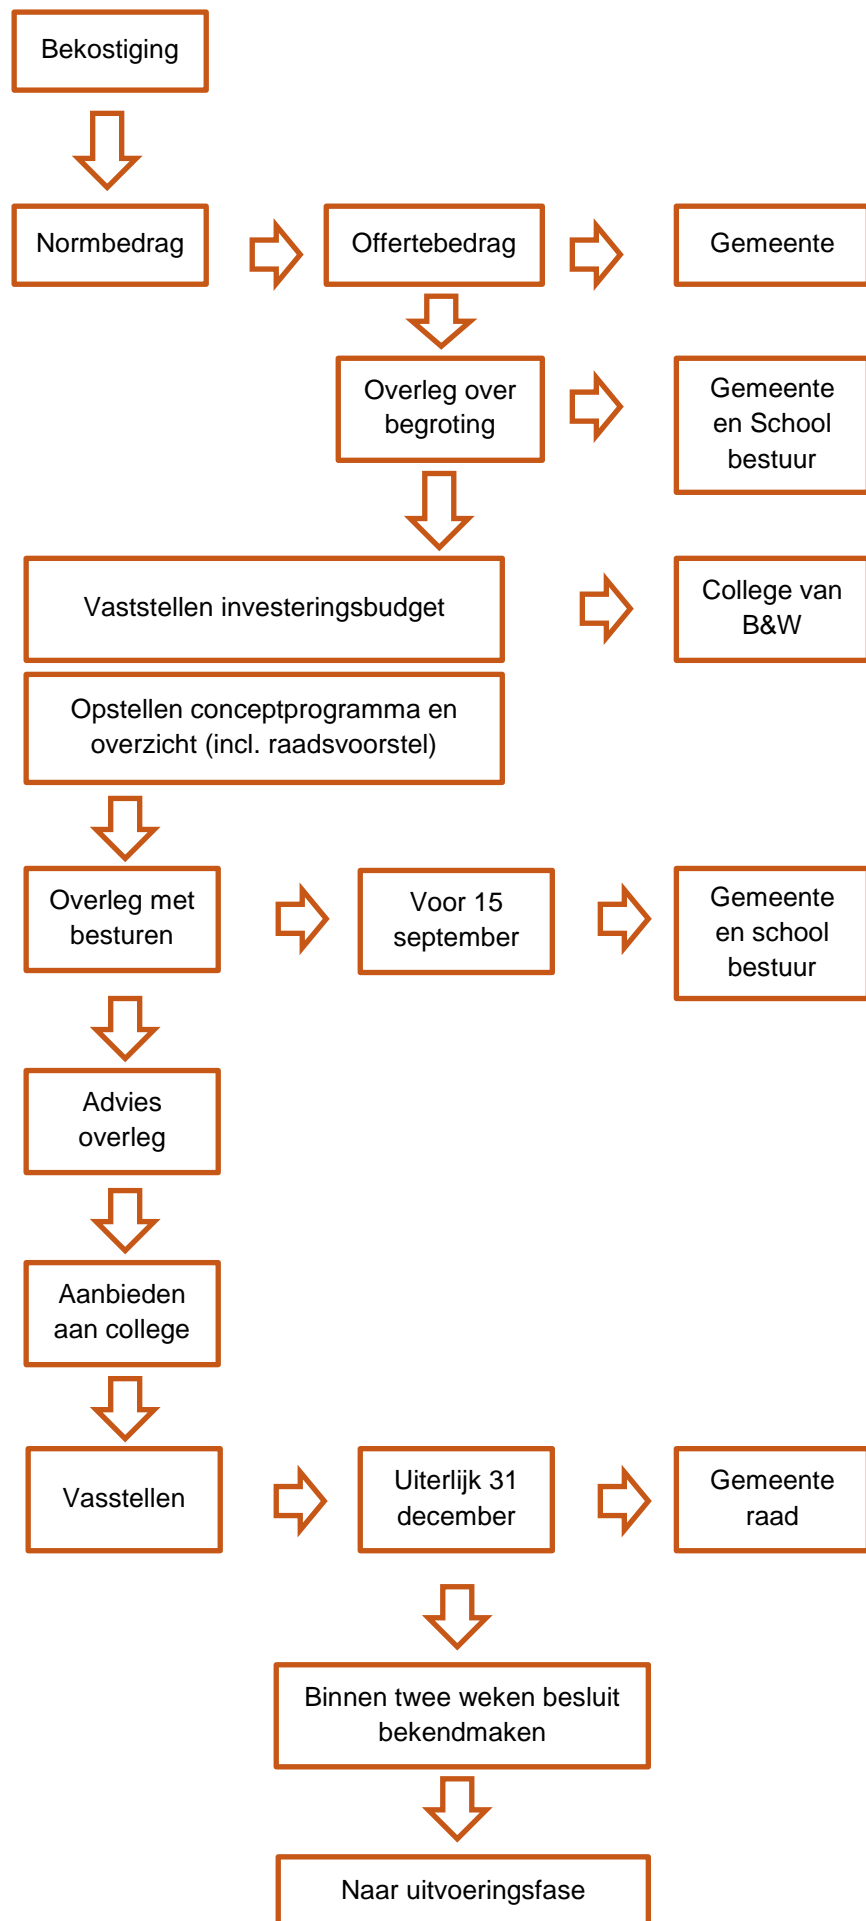 Bekostiging
Normbedrag
Offertebedrag
Gemeente
Overleg over
begroting
Gemeente
en School
bestuur
Vaststellen investeringsbudget
College van
B&W
Opstellen conceptprogramma en
overzicht (incl. raadsvoorstel)
Overleg met
besturen
Voor 15
september
Gemeente
en school
bestuur
Advies
overleg
Aanbieden
aan college
Vasstellen
Uiterlijk 31
december
Gemeente
raad
Binnen twee weken besluit
bekendmaken
Naar uitvoeringsfase